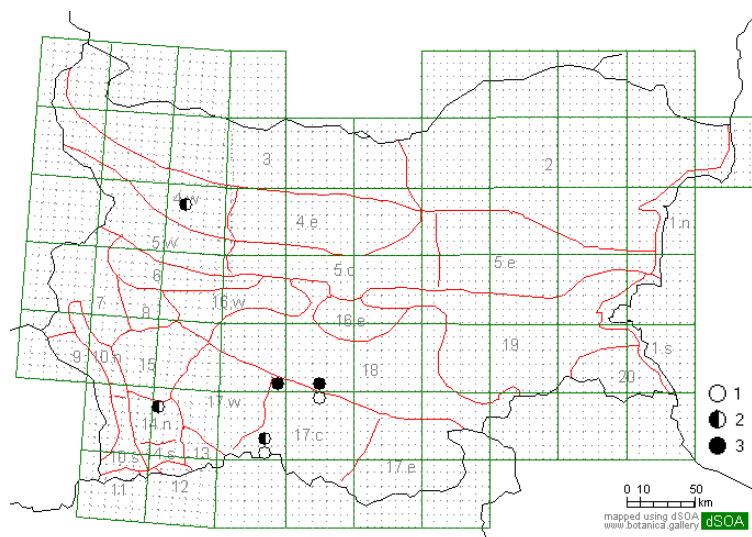 3
2
4.w
4.e
1.n
5.w
5.c
5.e
6
16.w
7
8
16.e
9
10.n
15
18
19
1.s
20
17.w
14.n
17.c
10.s
4.s
13
17.e
11
12
1
2
3
0 10 50
km
mapped using dSOA
www.botanica.gallery
dSOA